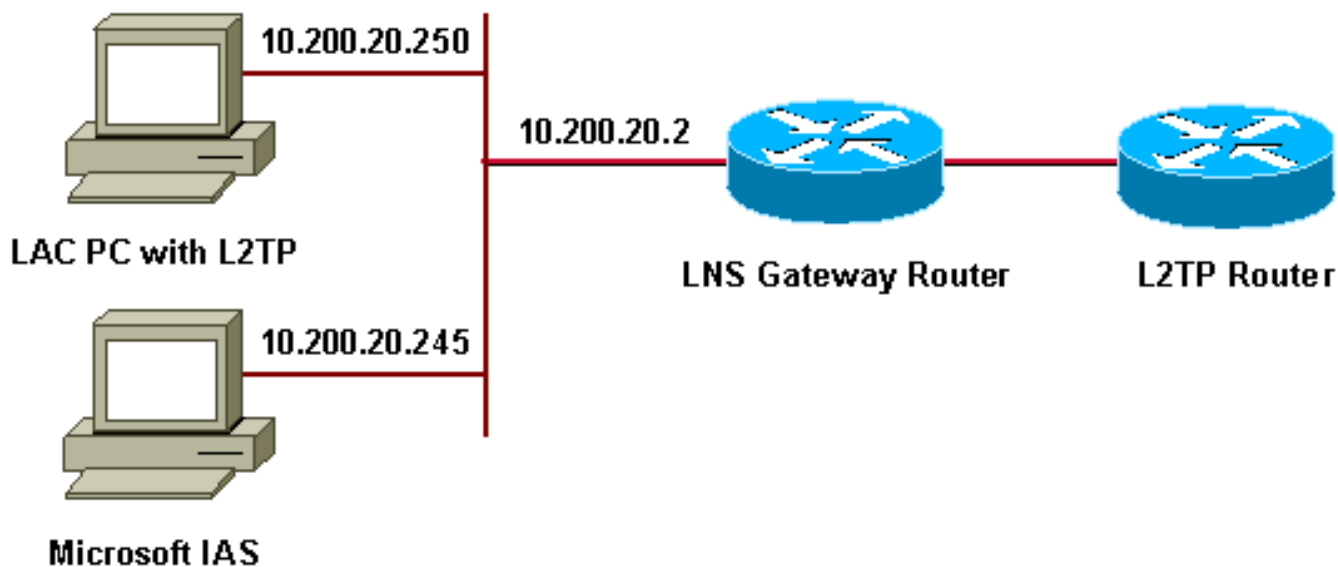 10.200.20.250
10.200.20.2
LAC PC with L2TP
LNS Gateway Router
L2TP Router
10.200.20.245
Microsoft IAS